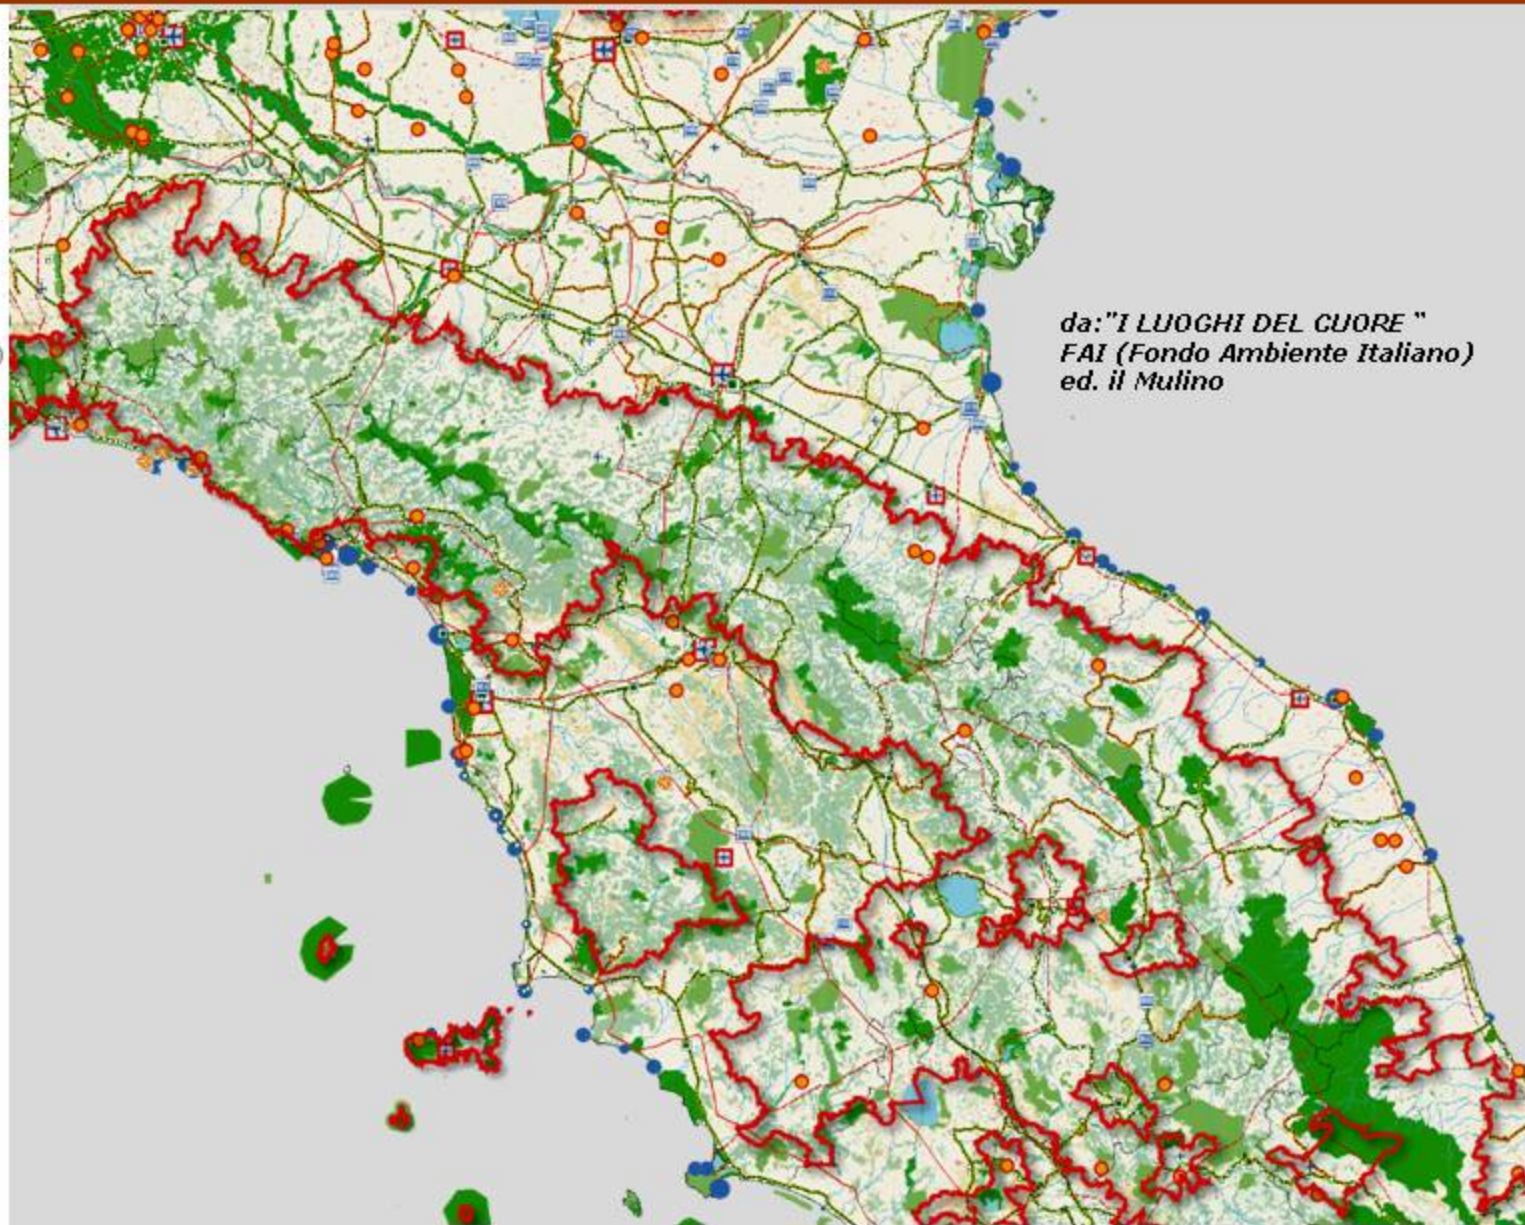 da:"I LUOGHI DEL CUORE "
FAI (Fondo Ambiente Italiano)
ed. il Mulino